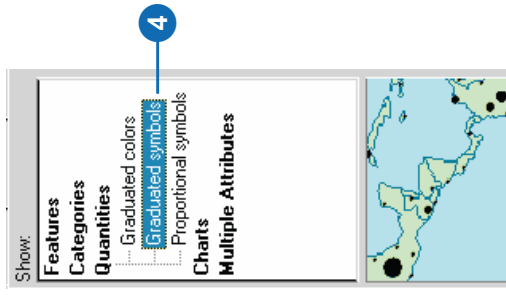 Show:
Features
Categories
Quantities
Graduated colors
Graduated symbols
Proportional symbols
Charts
Multiple Attributes
4